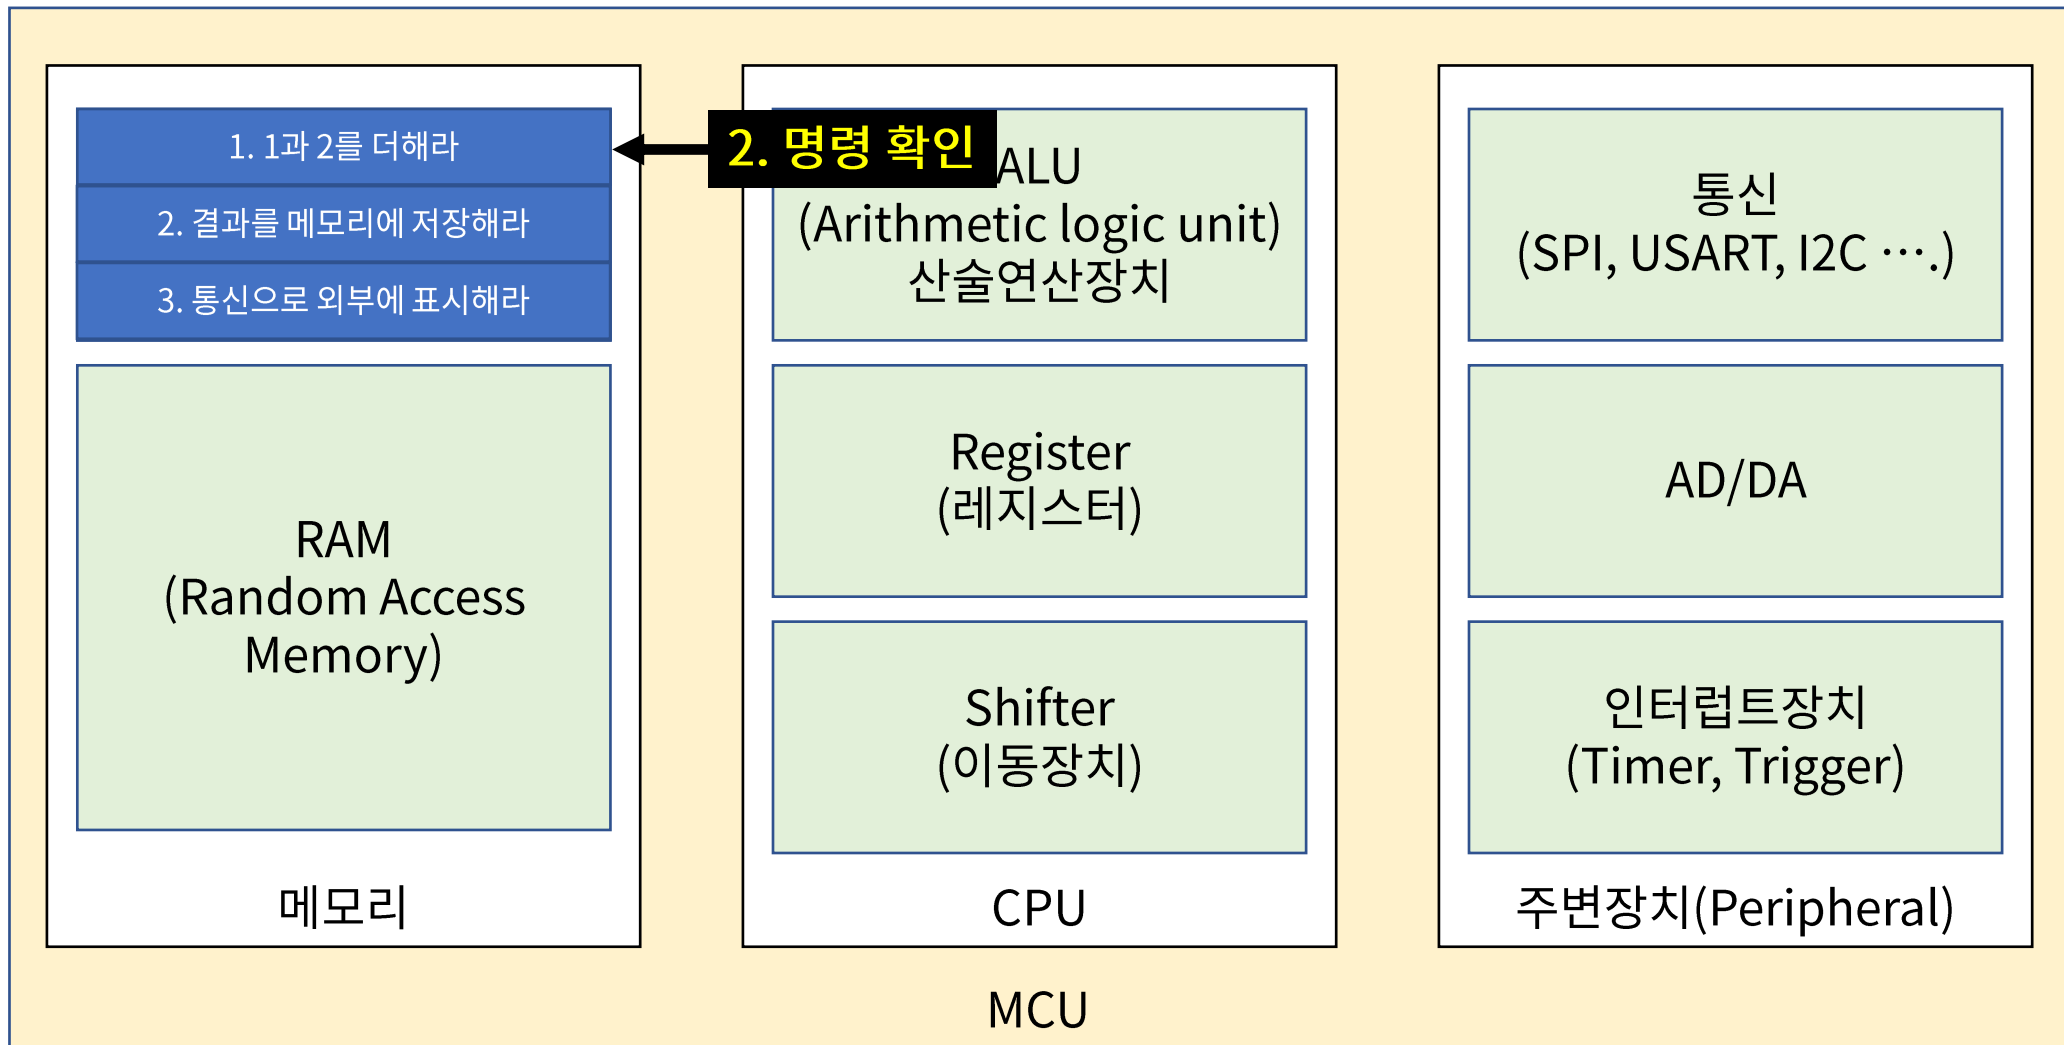 1. 1과 2를 더해라
2. 결과를 메모리에 저장해라
3. 통신으로 외부에 표시해라
RAM
(Random Access
Memory)
메모리
2. 명령 확인
ALU
(Arithmetic logic unit)
산술연산장치
Register
(레지스터)
Shifter
(이동장치)
CPU
통신
(SPI, USART, I2C ….)
AD/DA
인터럽트장치
(Timer, Trigger)
주변장치(Peripheral)
MCU